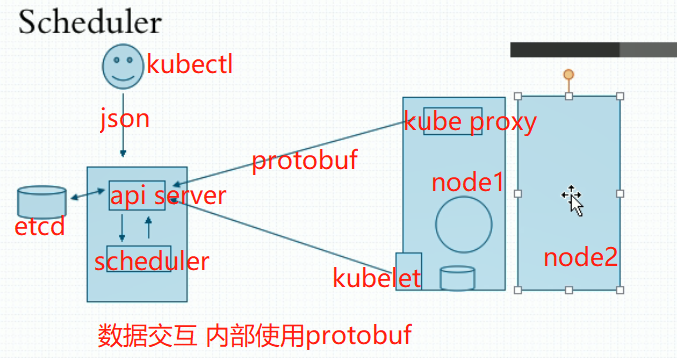 Scheduler
kubectl
json
kube proxy
protobuf
node1
api server
etcd
scheduler
kubelet
node2
数据交互 内部使用protobuf